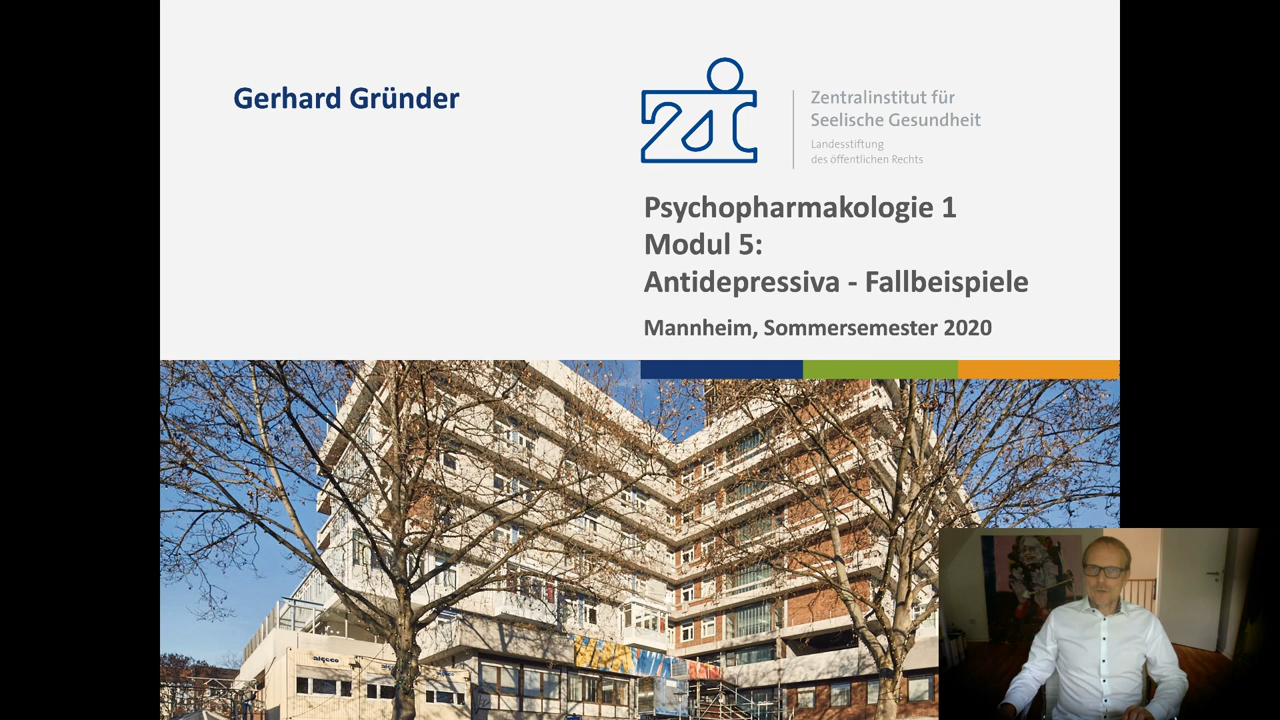 Gerhard Gründer
Zentralinstitut für
Seelische Gesundheit
Landesstiftung
des öffentlichen Rechts
Psychopharmakologie 1
Modul 5:
Antidepressiva - Fallbeispiele
Mannheim, Sommersemester 2020